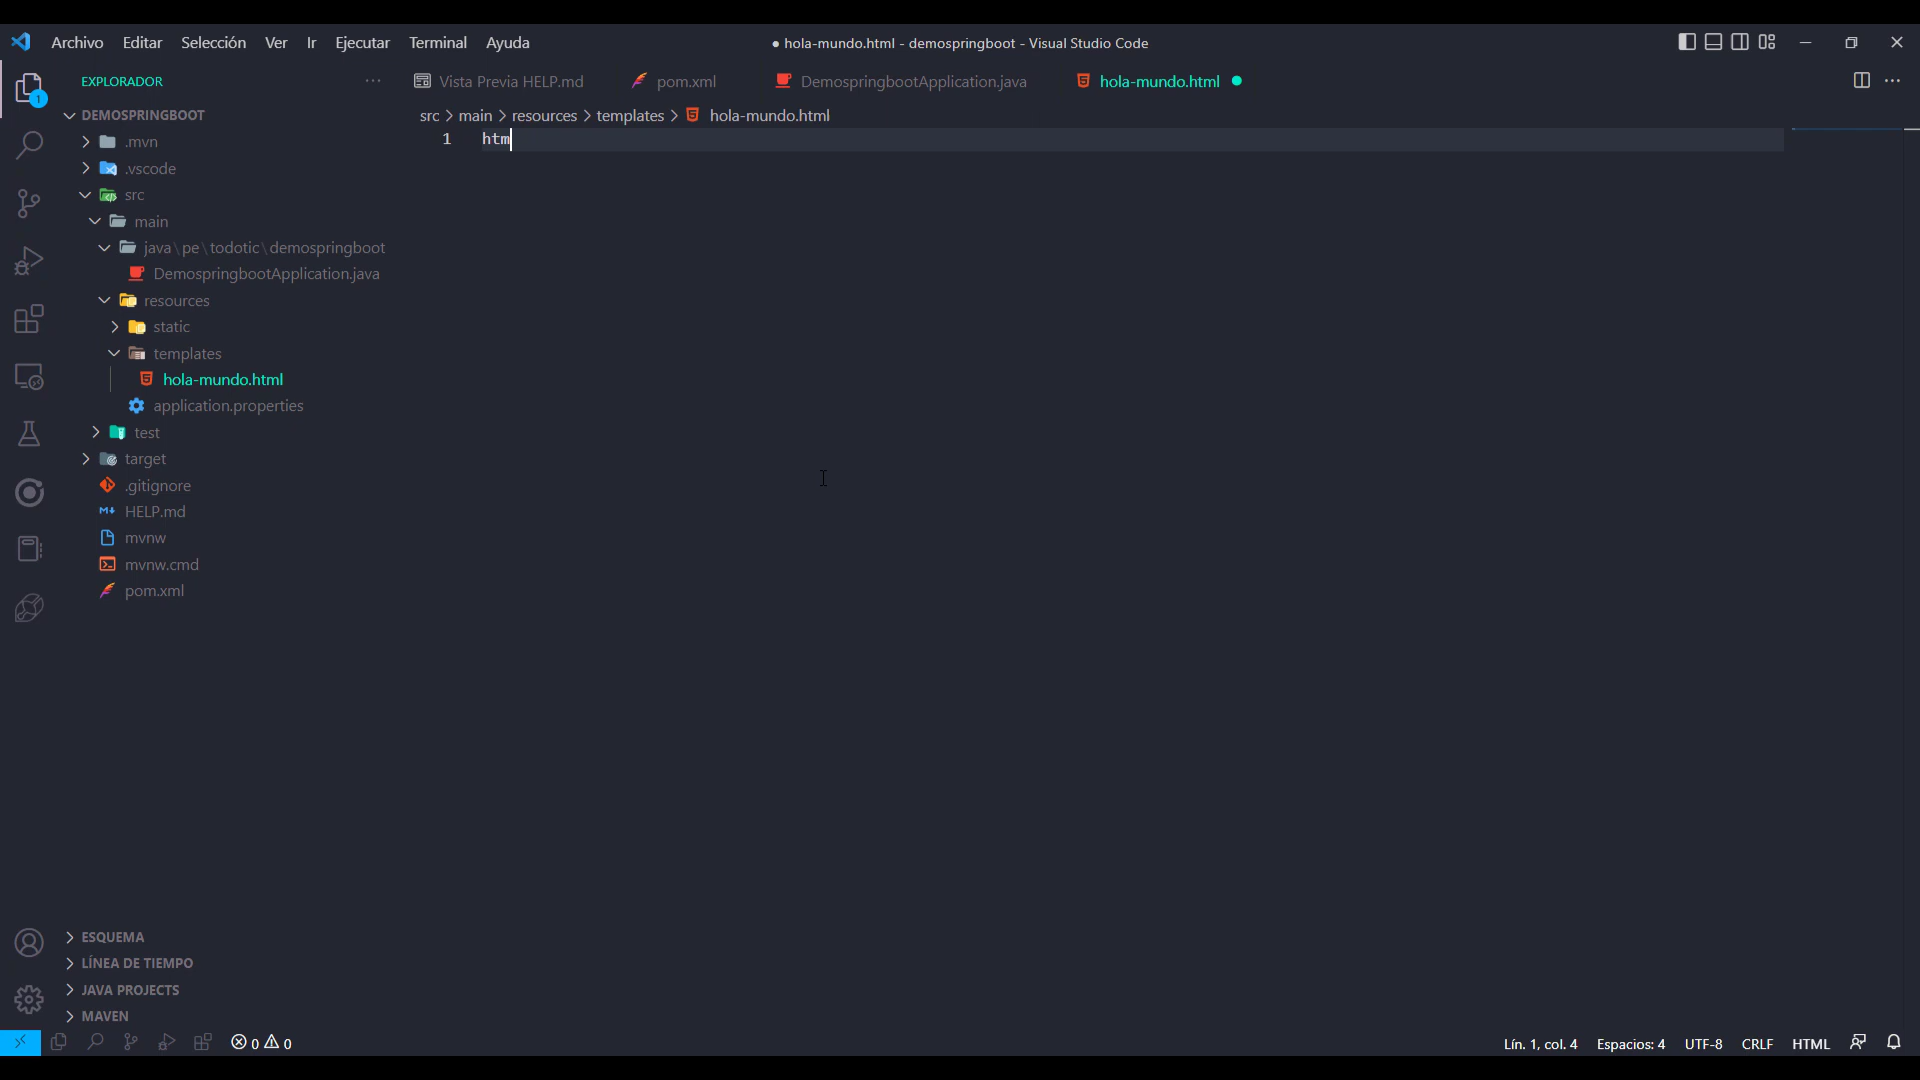 Archivo Editar Selección Ver Ir Ejecutar Terminal Ayuda
● hola-mundo.html - demospringboot - Visual Studio Code
EXPLORADOR
Vista Previa HELP.md
pom.xml
DemospringbootApplication.java
hola-mundo.html
1
DEMOSPRINGBOOT
src > main > resources > templates > hola-mundo.html
1 htm
.mvn
.vscode
src
main
java\pe\todotic\demospringboot
DemospringbootApplication.java
resources
static
templates
hola-mundo.html
application.properties
test
target
.gitignore
HELP.md
mvnw
mvnw.cmd
pom.xml
ESQUEMA
LÍNEA DE TIEMPO
JAVA PROJECTS
MAVEN
0 0
Lín. 1, col. 4 Espacios: 4 UTF-8 CRLF HTML